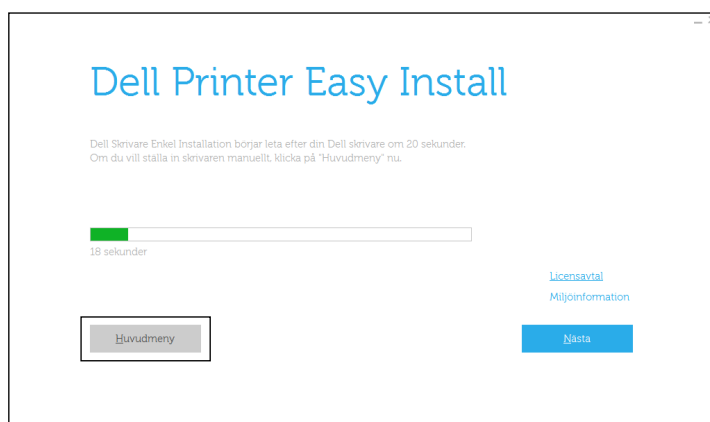 Dell Printer Easy Install
Dell Skrivare Enkel Installation börjar leta efter din Dell skrivare om 20 sekunder.
Om du vill ställa in skrivaren manuellt, klicka på "Huvudmeny" nu.
18 sekunder
Licensavtal
Miljöinformation
Huvudmeny
Nästa